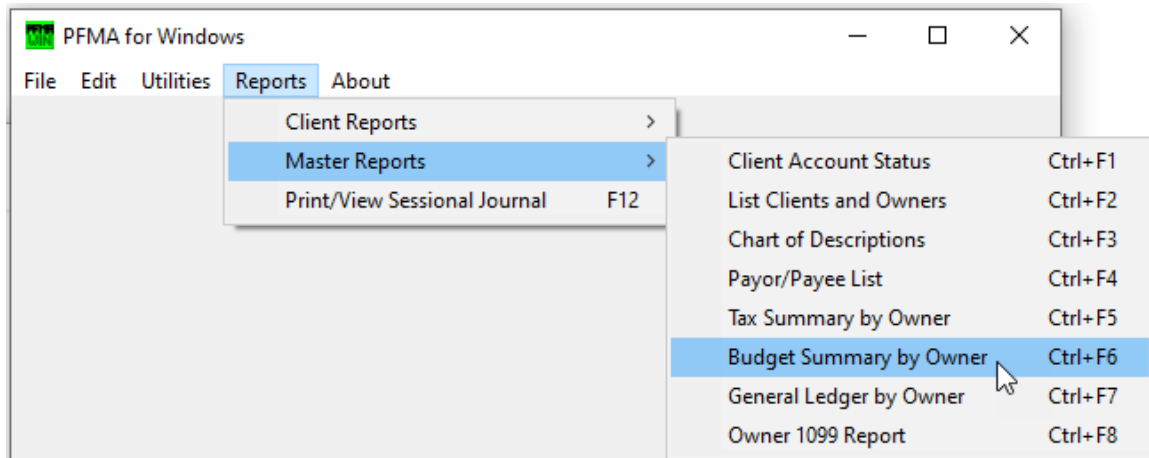 PFMA for Windows
File Edit Utilities Reports About
Client Reports >
Master Reports >
Print/View Sessional Journal F12
Client Account Status Ctrl+F1
List Clients and Owners Ctrl+F2
Chart of Descriptions Ctrl+F3
Payor/Payee List Ctrl+F4
Tax Summary by Owner Ctrl+F5
Budget Summary by Owner Ctrl+F6
General Ledger by Owner Ctrl+F7
Owner 1099 Report Ctrl+F8